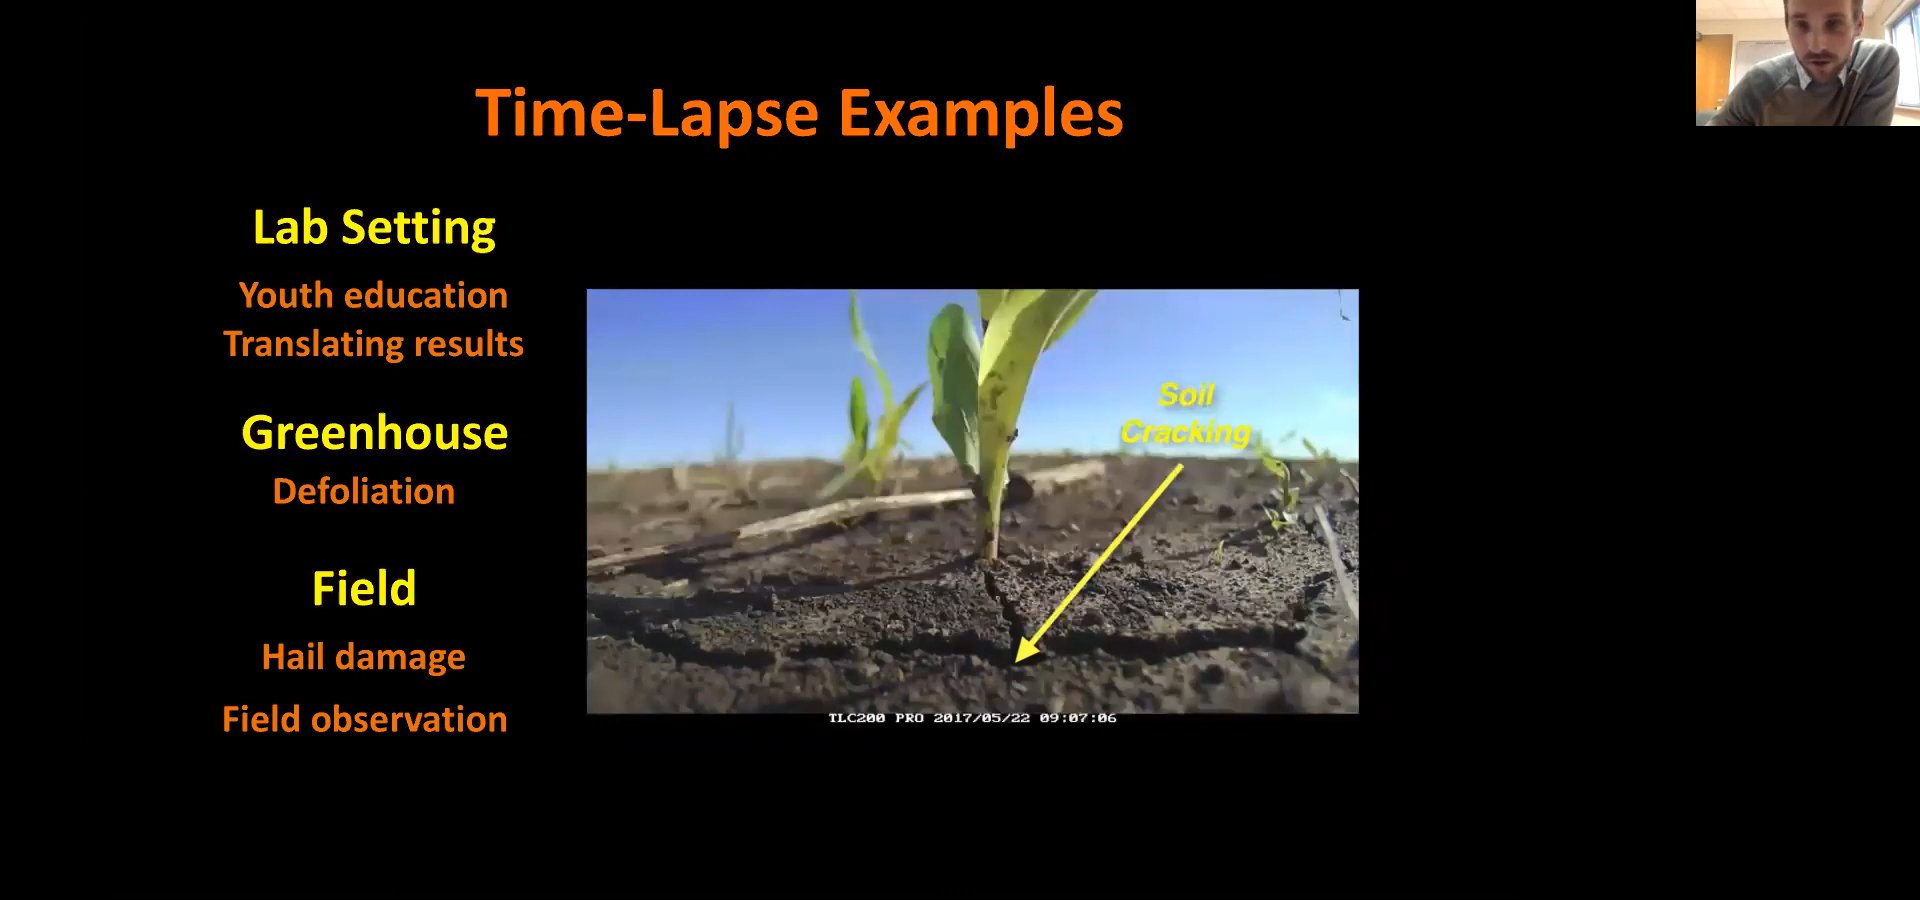 Time-Lapse Examples
Lab Setting
Youth education
Translating results
Greenhouse
Defoliation
Field
Hail damage
Field observation
Soil
Cracking
TLC200 PRO 2017/05/22 09:07:06